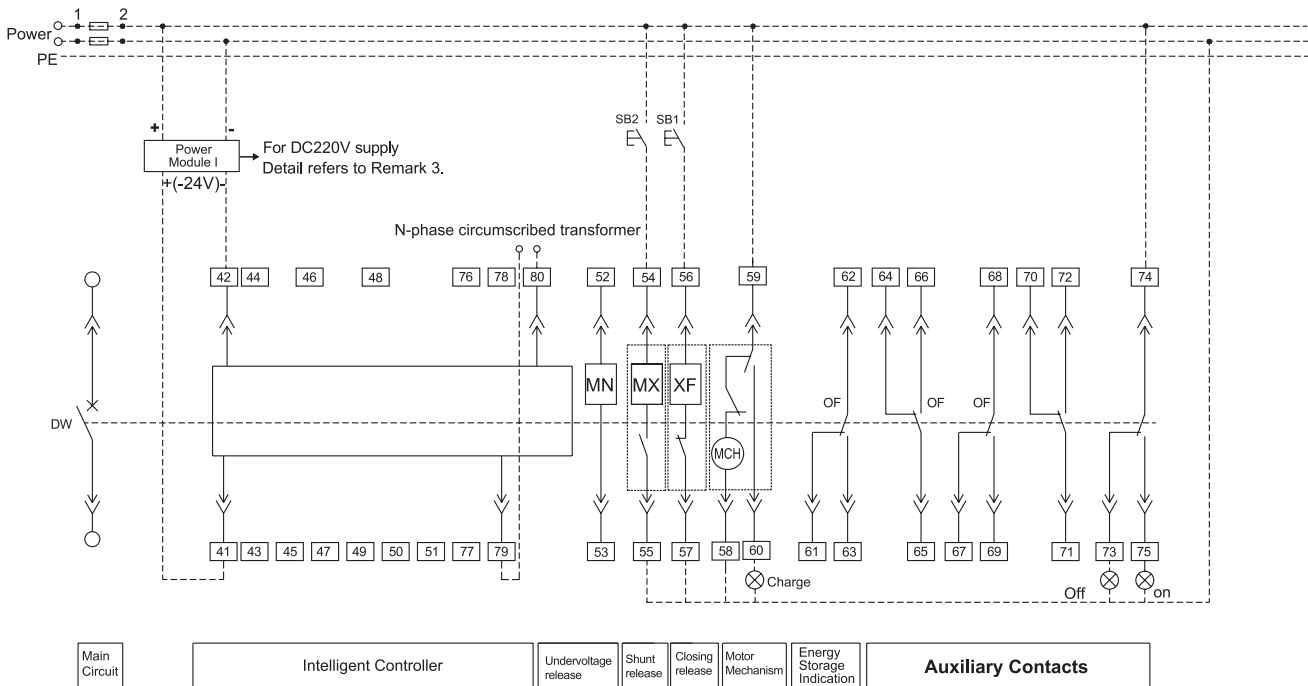 1 2
Power
PE
+ -
Power
Module I
For DC220V supply
Detail refers to Remark 3.
+(-24V)-
SB2 SB1
N-phase circumscribed transformer
42 44 46 48 76 78 80 52 54 56 59 62 64 66 68 70 72 74
MN MX XF
OF OF OF
DW
MCH
41 43 45 47 49 50 51 77 79 53 55 57 58 60 61 63 65 67 69 71 73 75
Charge
Off on
Main
Circuit
Intelligent Controller
Undervoltage
release
Shunt
release
Closing
release
Motor
Mechanism
Energy
Storage
Indication
Auxiliary Contacts